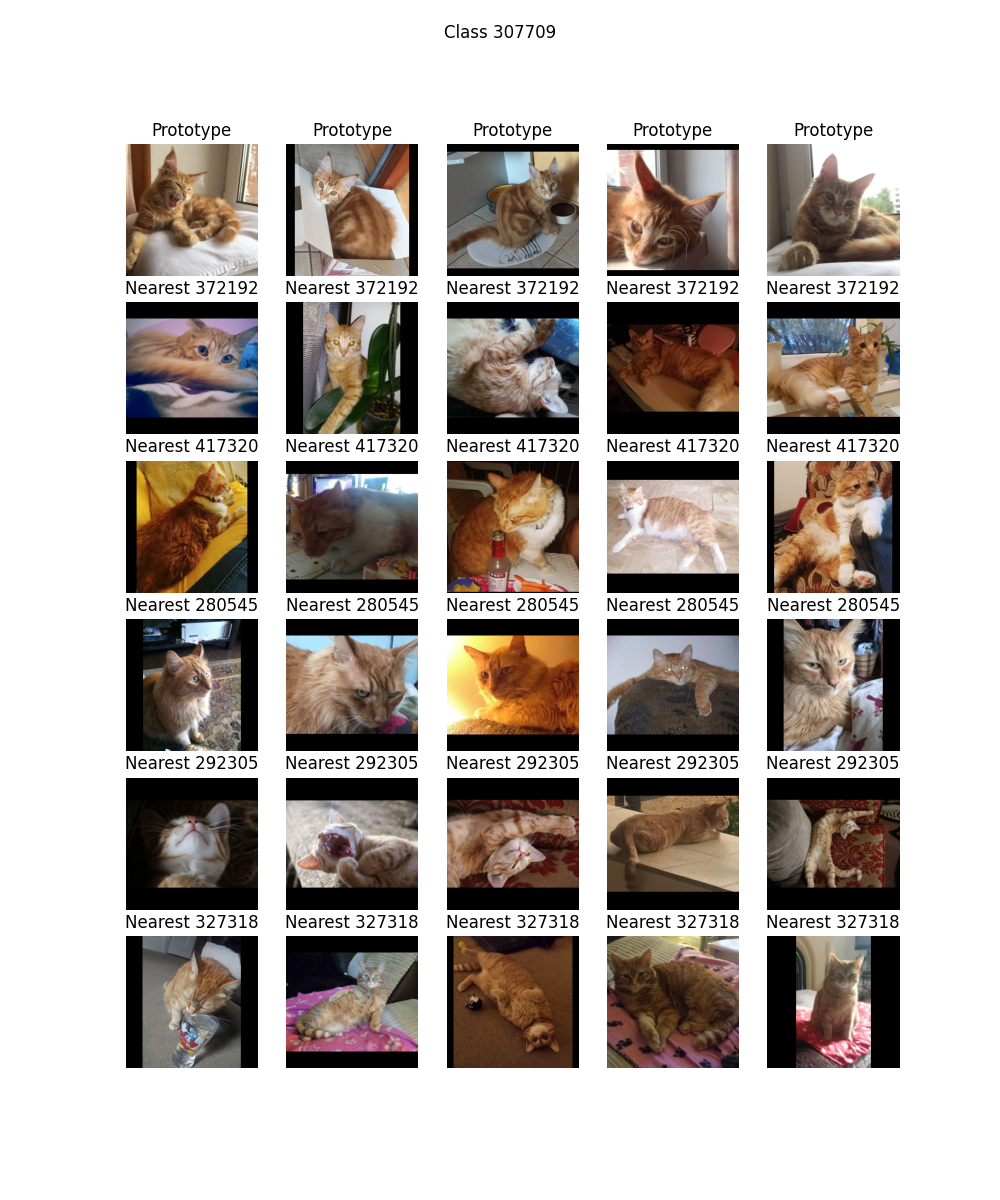 Class 307709
Prototype Prototype Prototype Prototype Prototype
Nearest 372192 Nearest 372192 Nearest 372192 Nearest 372192 Nearest 372192
Nearest 417320 Nearest 417320 Nearest 417320 Nearest 417320 Nearest 417320
Nearest 280545 Nearest 280545 Nearest 280545 Nearest 280545 Nearest 280545
Nearest 292305 Nearest 292305 Nearest 292305 Nearest 292305 Nearest 292305
Nearest 327318 Nearest 327318 Nearest 327318 Nearest 327318 Nearest 327318